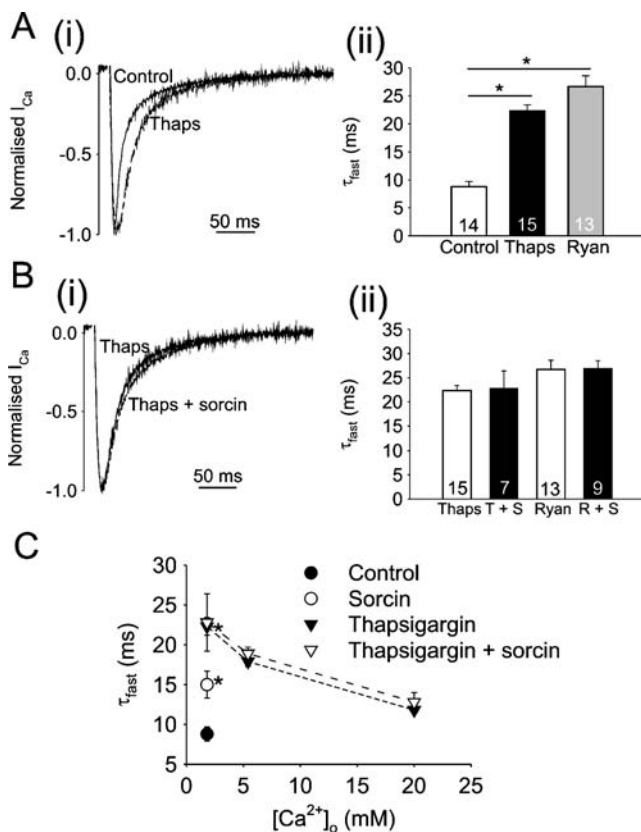 A
(i)
Normalised I_Ca
0.0
-0.5
-1.0
Control
Thaps
50 ms
(ii)
τfast (ms)
30
25
20
15
10
5
0
*
*
14 15 13
Control Thaps Ryan
B
(i)
Normalised I_Ca
0.0
-0.5
-1.0
Thaps
Thaps + sorcin
50 ms
(ii)
τfast (ms)
35
30
25
20
15
10
5
0
15 7 13 9
Thaps T + S Ryan R + S
C
τfast (ms)
30
25
20
15
10
5
0
*
*
Control
Sorcin
Thapsigargin
Thapsigargin + sorcin
0 5 10 15 20 25
[Ca2+]o (mM)